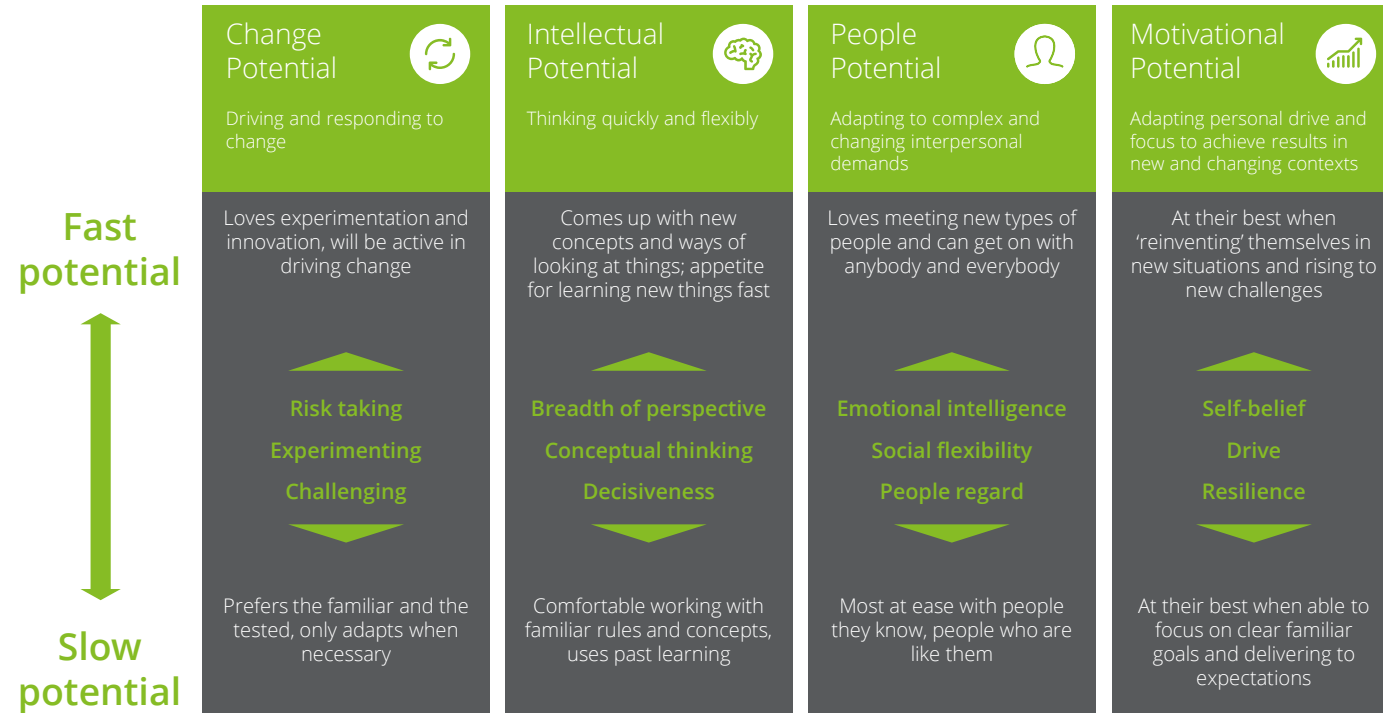 Change
Potential
Driving and responding to
change
Intellectual
Potential
Thinking quickly and flexibly
People
Potential
Adapting to complex and
changing interpersonal
demands
Motivational
Potential
Adapting personal drive and
focus to achieve results in
new and changing contexts
Fast
potential
Loves experimentation and
innovation, will be active in
driving change
Comes up with new
concepts and ways of
looking at things; appetite
for learning new things fast
Loves meeting new types of
people and can get on with
anybody and everybody
At their best when
‘reinventing’ themselves in
new situations and rising to
new challenges
Risk taking
Experimenting
Challenging
Breadth of perspective
Conceptual thinking
Decisiveness
Emotional intelligence
Social flexibility
People regard
Self-belief
Drive
Resilience
Slow
potential
Prefers the familiar and the
tested, only adapts when
necessary
Comfortable working with
familiar rules and concepts,
uses past learning
Most at ease with people
they know, people who are
like them
At their best when able to
focus on clear familiar
goals and delivering to
expectations